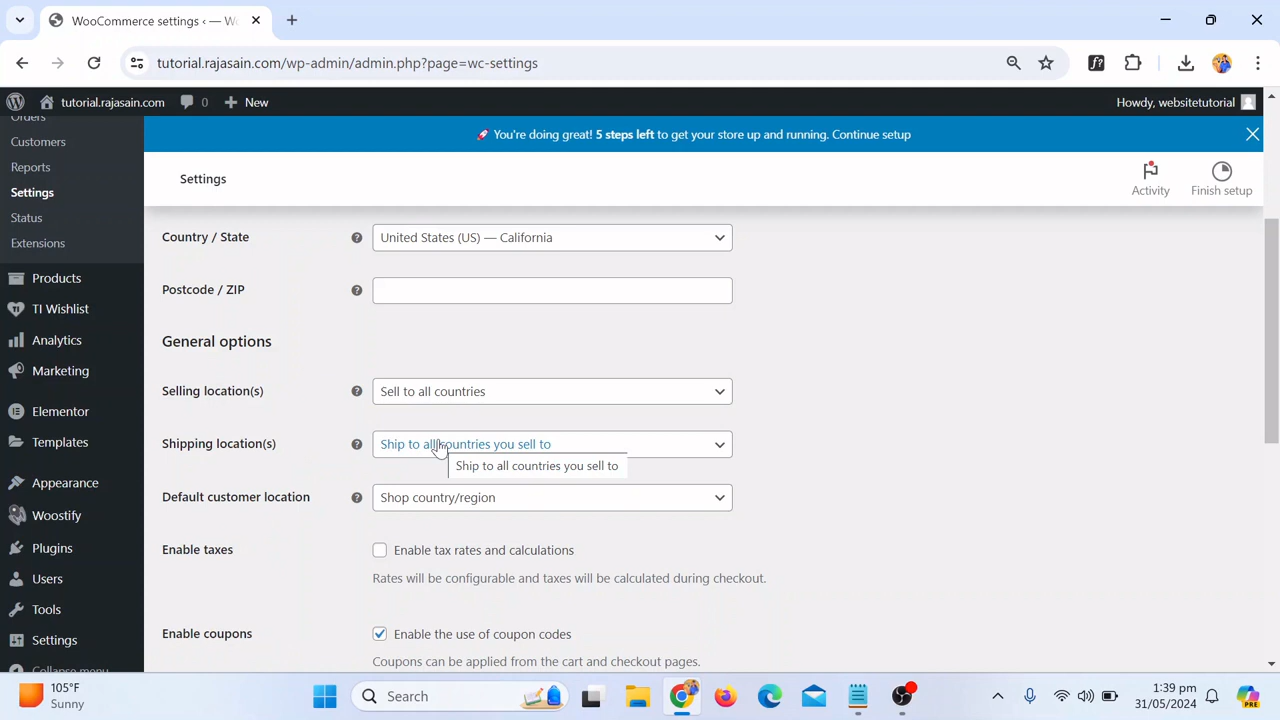 WooCommerce settings ‹ — Wo
tutorial.rajasain.com/wp-admin/admin.php?page=wc-settings
tutorial.rajasain.com 0 New
Howdy, websitetutorial
Orders
Customers
Reports
Settings
Status
Extensions
Products
TI Wishlist
Analytics
Marketing
Elementor
Templates
Appearance
Woostify
Plugins
Users
Tools
Settings
Collapse menu
🚀 You're doing great! 5 steps left to get your store up and running. Continue setup
Settings
Activity
Finish setup
Country / State
United States (US) — California
Postcode / ZIP
General options
Selling location(s)
Sell to all countries
Shipping location(s)
Ship to all countries you sell to
Ship to all countries you sell to
Default customer location
Shop country/region
Enable taxes
Enable tax rates and calculations
Rates will be configurable and taxes will be calculated during checkout.
Enable coupons
Enable the use of coupon codes
Coupons can be applied from the cart and checkout pages.
105°F
Sunny
Search
1:39 pm
31/05/2024
PRE